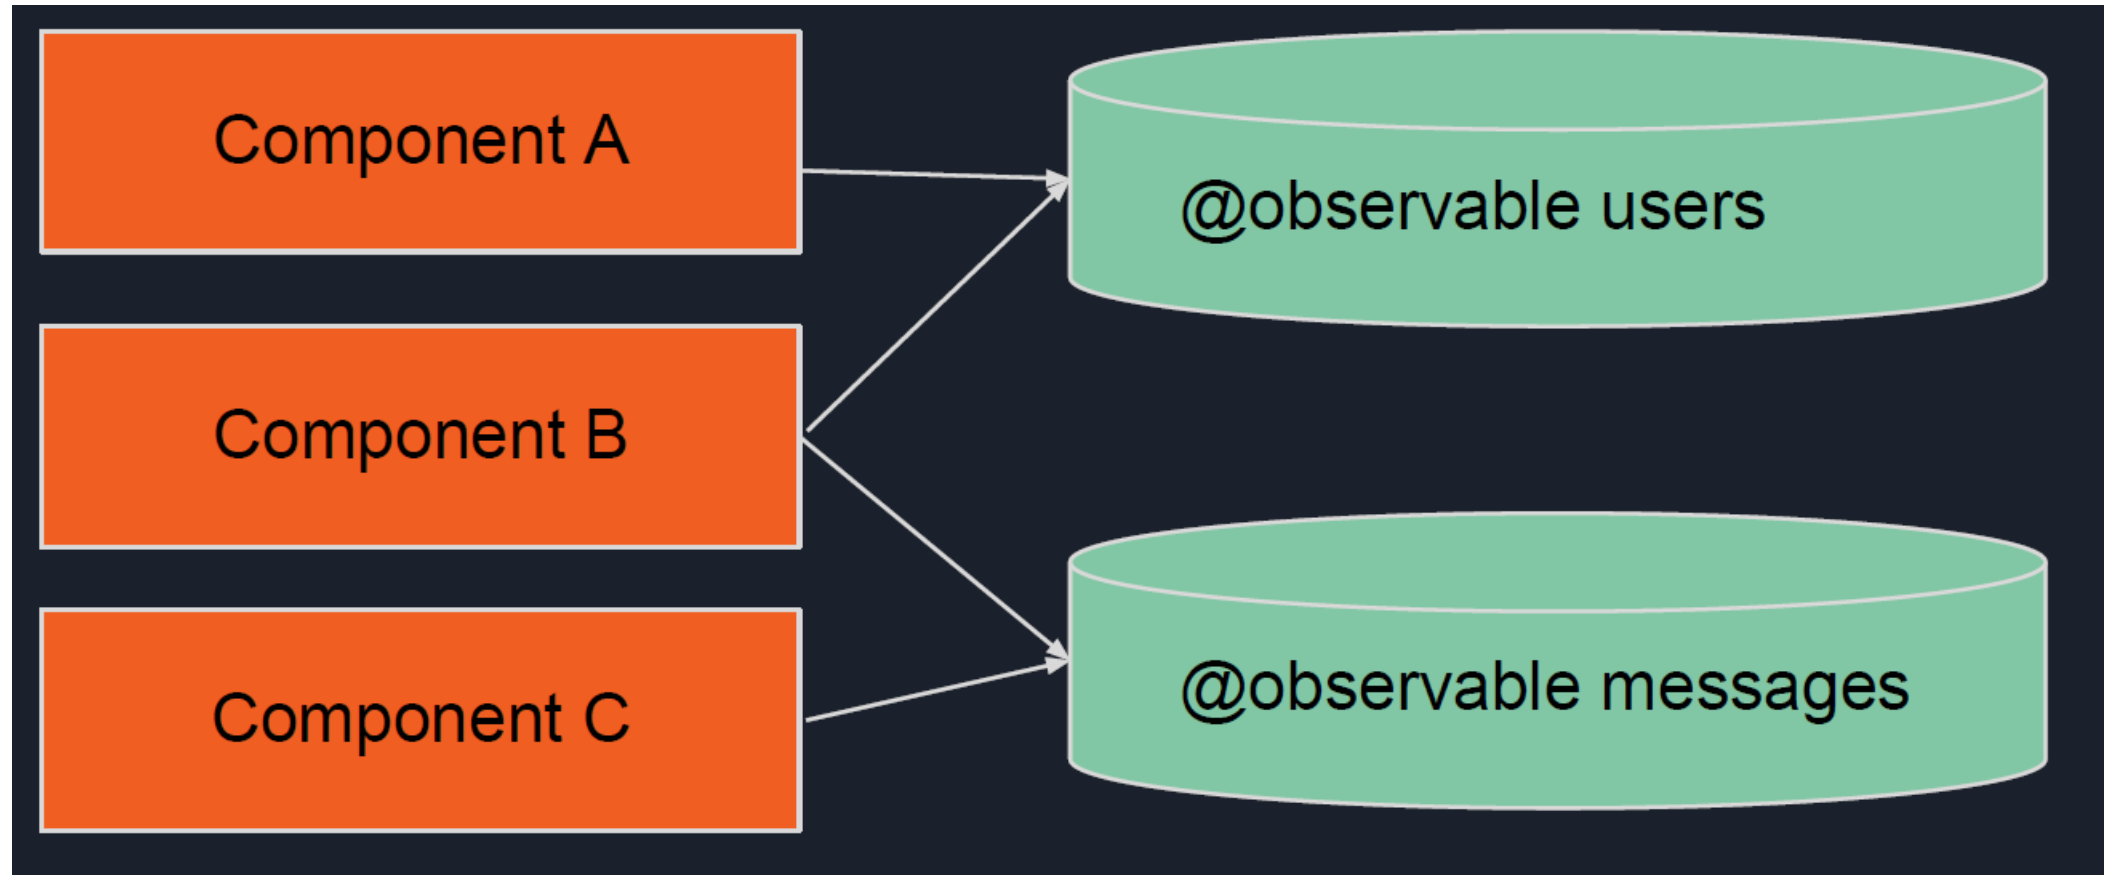 Component A
@observable users
Component B
Component C
@observable messages